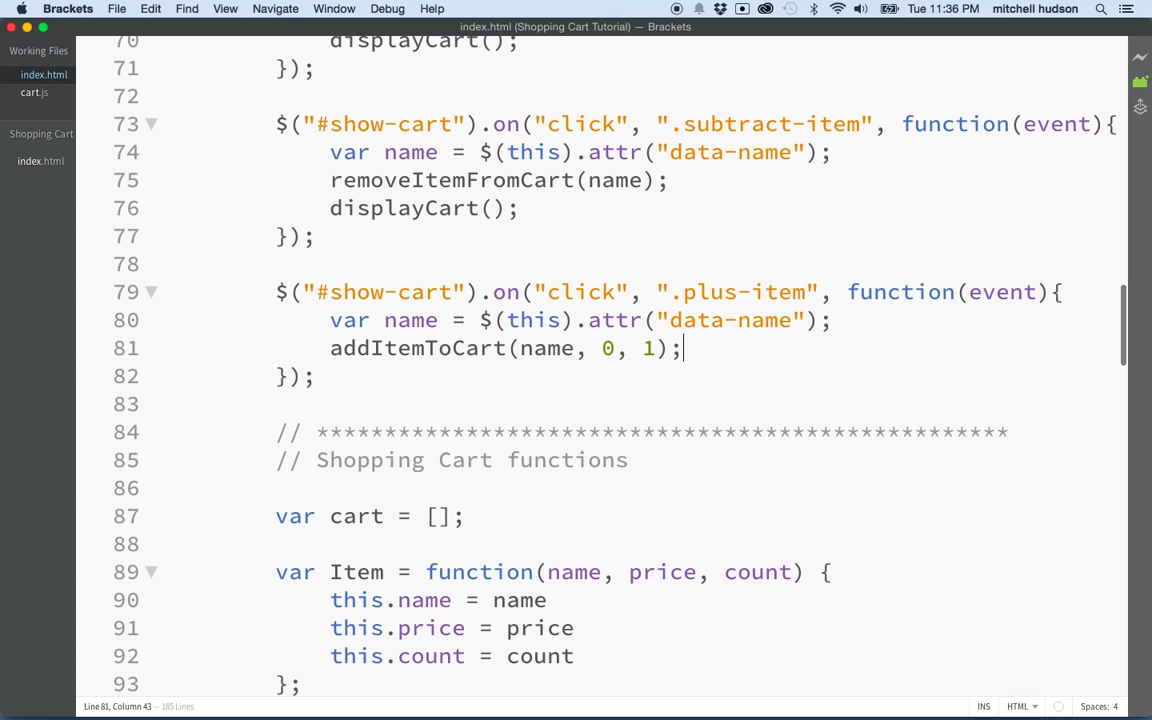 Brackets File Edit Find View Navigate Window Debug Help Tue 11:36 PM mitchell hudson
index.html (Shopping Cart Tutorial) — Brackets
Working Files
index.html
cart.js
Shopping Cart
index.html
70 displayCart();
71 });
72
73 $("#show-cart").on("click", ".subtract-item", function(event){
74 var name = $(this).attr("data-name");
75 removeItemFromCart(name);
76 displayCart();
77 });
78
79 $("#show-cart").on("click", ".plus-item", function(event){
80 var name = $(this).attr("data-name");
81 addItemToCart(name, 0, 1);
82 });
83
84 // ***************************************************
85 // Shopping Cart functions
86
87 var cart = [];
88
89 var Item = function(name, price, count) {
90 this.name = name
91 this.price = price
92 this.count = count
93 };
Line 81, Column 43 — 185 Lines INS HTML Spaces: 4